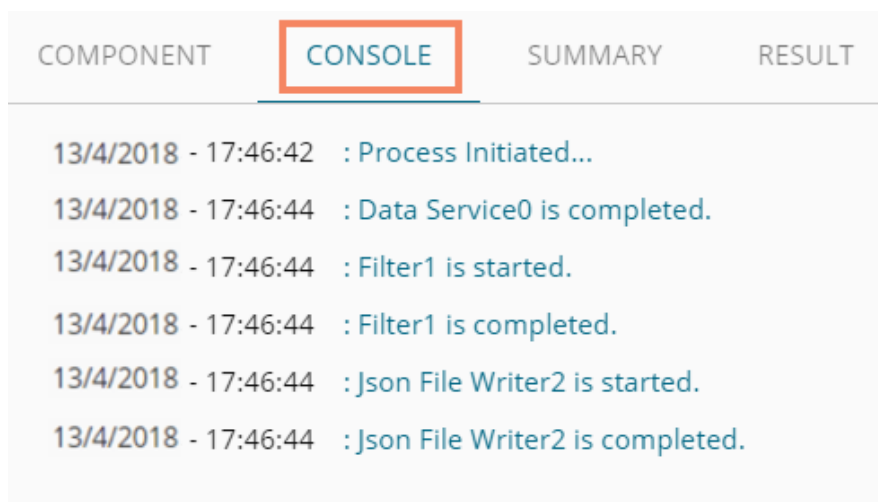 COMPONENT CONSOLE SUMMARY RESULT
13/4/2018 - 17:46:42 : Process Initiated...
13/4/2018 - 17:46:44 : Data Service0 is completed.
13/4/2018 - 17:46:44 : Filter1 is started.
13/4/2018 - 17:46:44 : Filter1 is completed.
13/4/2018 - 17:46:44 : Json File Writer2 is started.
13/4/2018 - 17:46:44 : Json File Writer2 is completed.